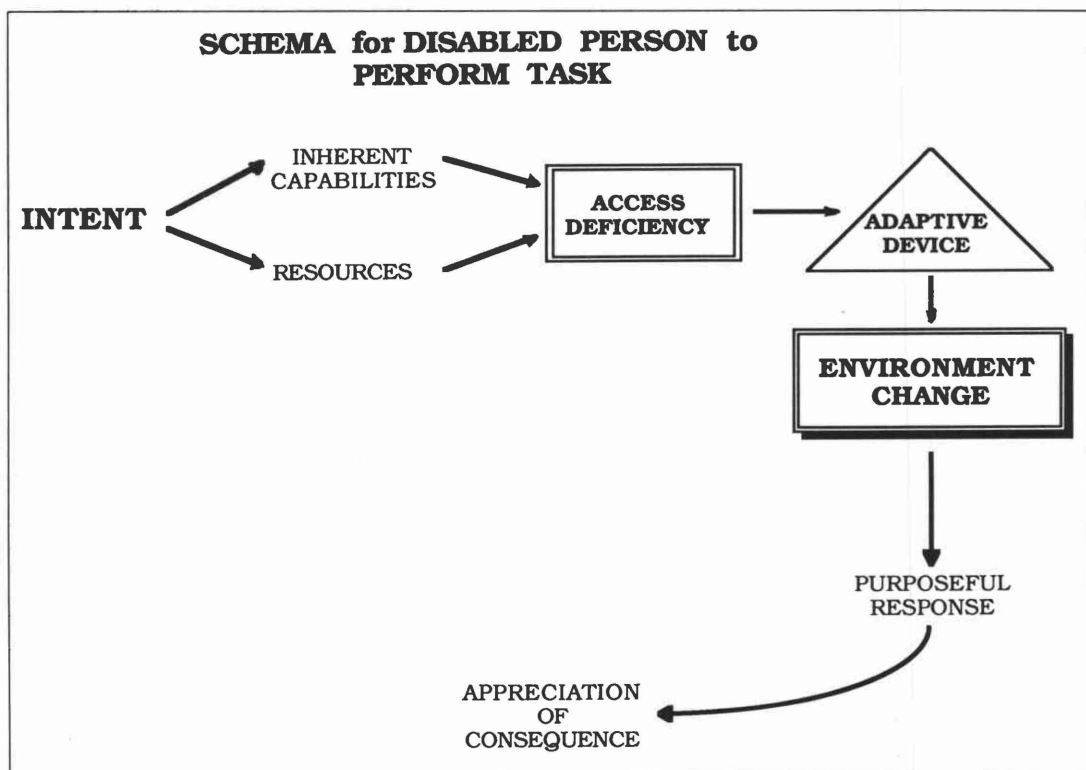 SCHEMA for DISABLED PERSON to
PERFORM TASK
INTENT
INHERENT
CAPABILITIES
RESOURCES
ACCESS
DEFICIENCY
ADAPTIVE
DEVICE
ENVIRONMENT
CHANGE
PURPOSEFUL
RESPONSE
APPRECIATION
OF
CONSEQUENCE